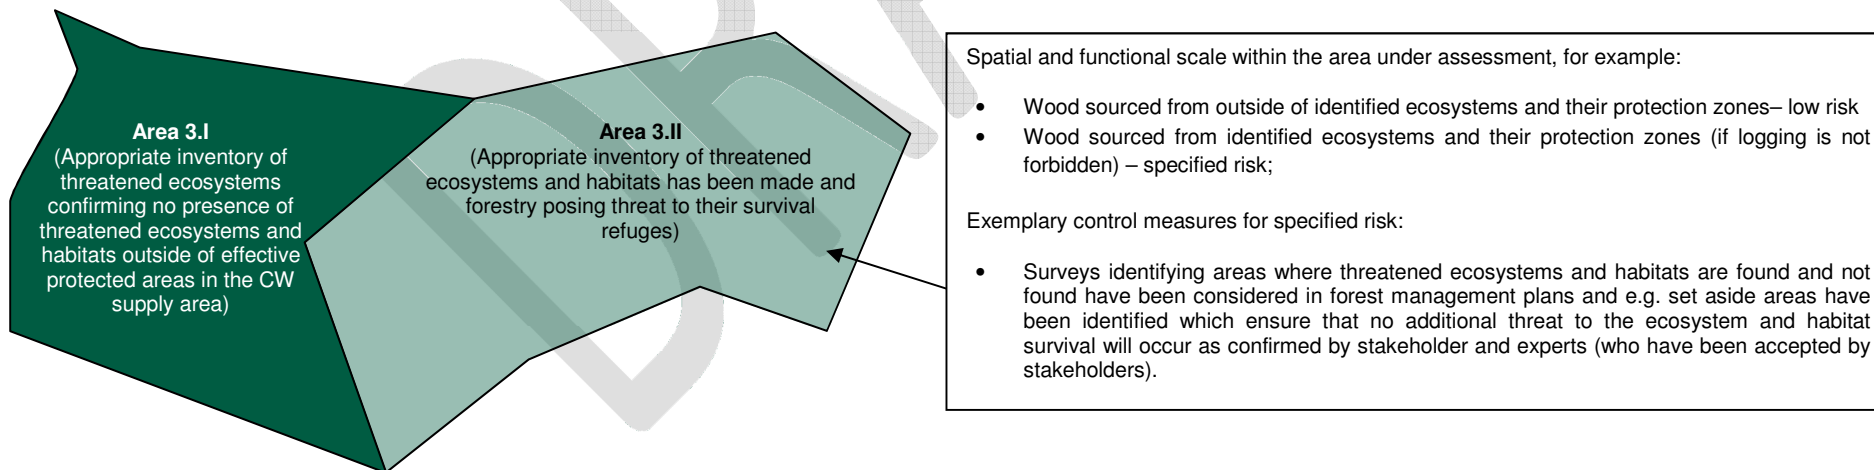 Area 3.I
(Appropriate inventory of
threatened ecosystems
confirming no presence of
threatened ecosystems and
habitats outside of effective
protected areas in the CW
supply area)
Area 3.II
(Appropriate inventory of threatened
ecosystems and habitats has been made and
forestry posing threat to their survival
refuges)
Spatial and functional scale within the area under assessment, for example:
• Wood sourced from outside of identified ecosystems and their protection zones– low risk
• Wood sourced from identified ecosystems and their protection zones (if logging is not
forbidden) – specified risk;
Exemplary control measures for specified risk:
• Surveys identifying areas where threatened ecosystems and habitats are found and not
found have been considered in forest management plans and e.g. set aside areas have
been identified which ensure that no additional threat to the ecosystem and habitat
survival will occur as confirmed by stakeholder and experts (who have been accepted by
stakeholders).